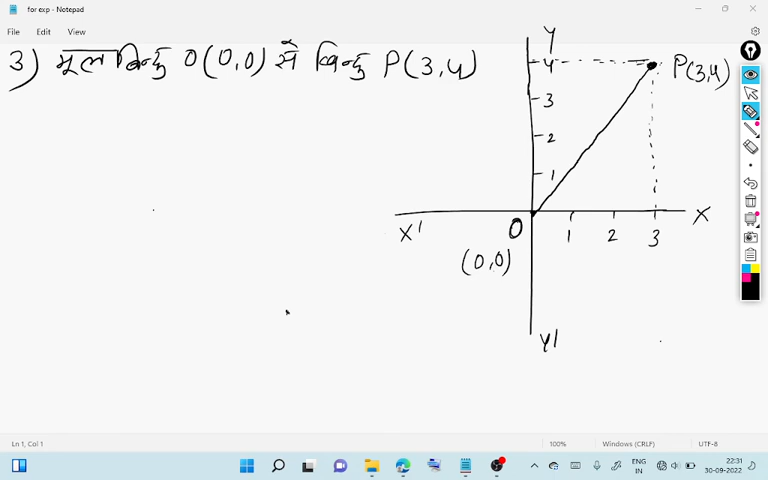 for exp - Notepad
File Edit View
3) मूल बिन्दु O(0,0) से बिन्दु P(3,4)
Y
4
P(3,4)
3
2
1
X' O 1 2 3 X
(0,0)
Y'
Ln 1, Col 1 100% Windows (CRLF) UTF-8
ENG IN 22:31 30-09-2022